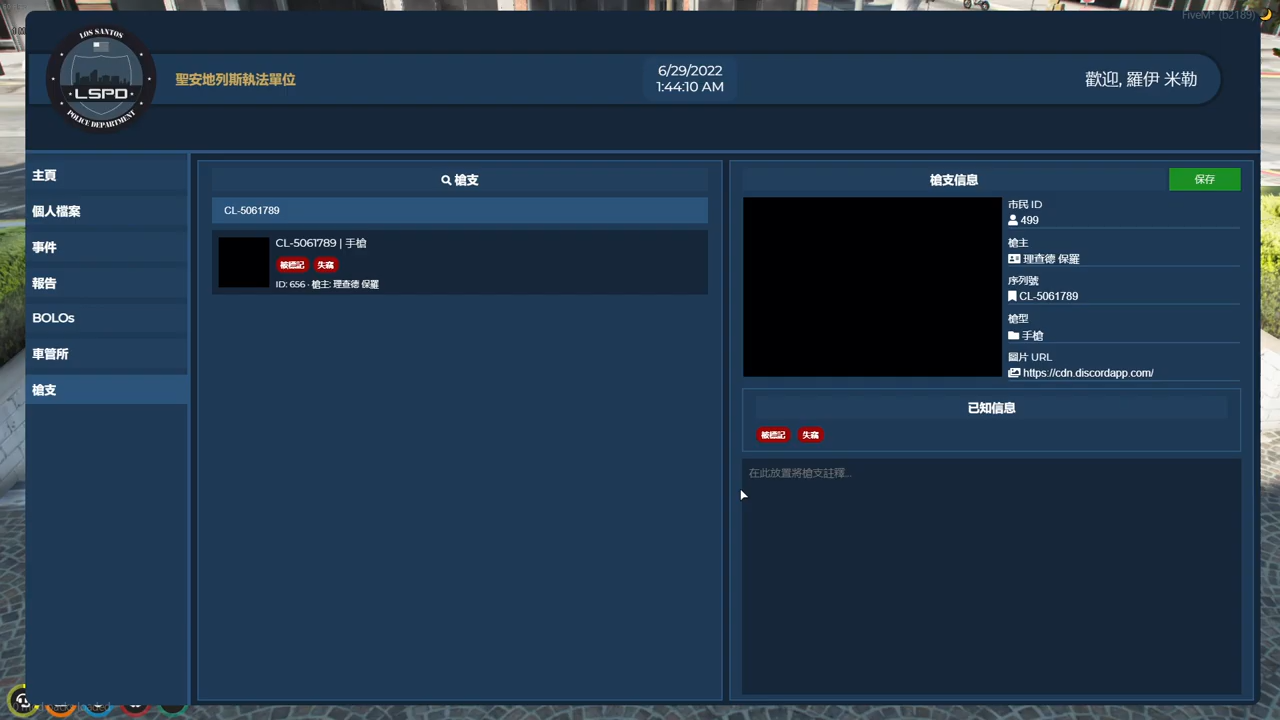 FiveM* (b2189)
LOS SANTOS
LSPD
POLICE DEPARTMENT
聖安地列斯執法單位
6/29/2022
1:44:10 AM
歡迎, 羅伊 米勒
主頁
個人檔案
事件
報告
BOLOs
車管所
槍支
槍支
CL-5061789
CL-5061789 | 手槍
被標記 失竊
ID: 656 · 槍主: 理查德 保羅
槍支信息
保存
市民 ID
499
槍主
理查德 保羅
序列號
CL-5061789
槍型
手槍
圖片 URL
https://cdn.discordapp.com/
已知信息
被標記 失竊
在此放置將槍支註釋...